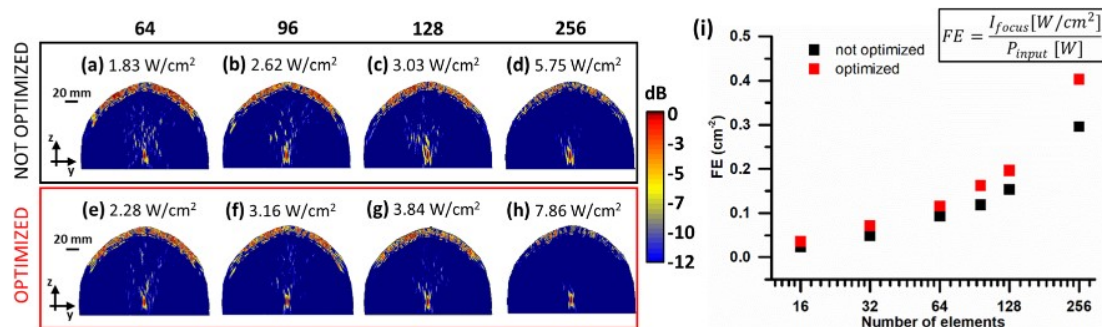 64 96 128 256
NOT OPTIMIZED
(a) 1.83 W/cm² (b) 2.62 W/cm² (c) 3.03 W/cm² (d) 5.75 W/cm²
20 mm
z
y
OPTIMIZED
(e) 2.28 W/cm² (f) 3.16 W/cm² (g) 3.84 W/cm² (h) 7.86 W/cm²
20 mm
z
y
dB
0
-1
-3
-5
-7
-10
-12
(i)
FE = I_focus[W/cm²] / P_input [W]
not optimized
optimized
FE (cm⁻²)
0.5
0.4
0.3
0.2
0.1
0.0
16 32 64 128 256
Number of elements